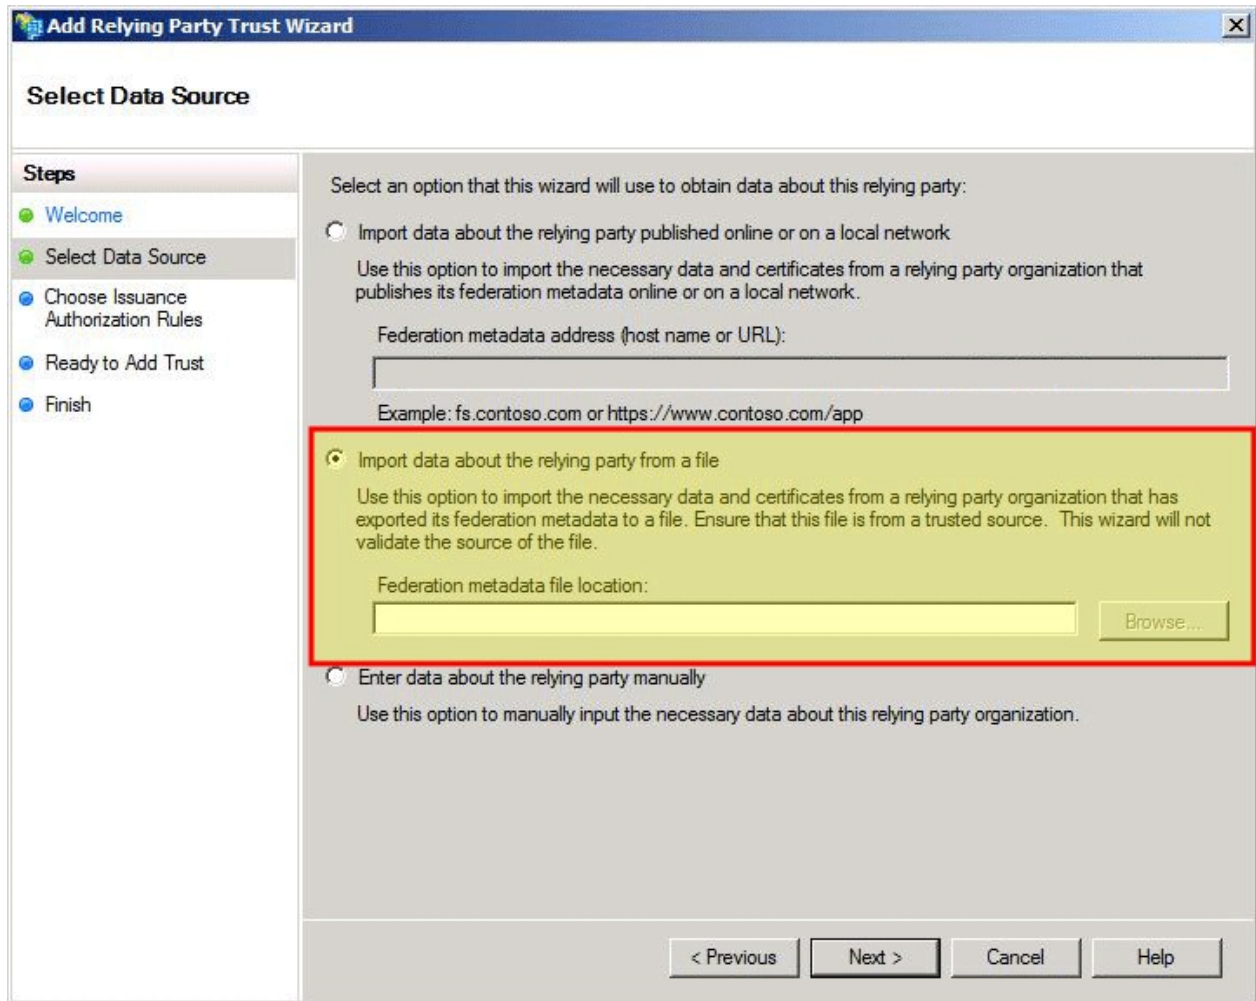 Add Relying Party Trust Wizard
Select Data Source
Steps
Welcome
Select Data Source
Choose Issuance
Authorization Rules
Ready to Add Trust
Finish
Select an option that this wizard will use to obtain data about this relying party:
Import data about the relying party published online or on a local network
Use this option to import the necessary data and certificates from a relying party organization that
publishes its federation metadata online or on a local network.
Federation metadata address (host name or URL):
Example: fs.contoso.com or https://www.contoso.com/app
Import data about the relying party from a file
Use this option to import the necessary data and certificates from a relying party organization that has
exported its federation metadata to a file. Ensure that this file is from a trusted source.  This wizard will not
validate the source of the file.
Federation metadata file location:
Browse...
Enter data about the relying party manually
Use this option to manually input the necessary data about this relying party organization.
< Previous
Next >
Cancel
Help